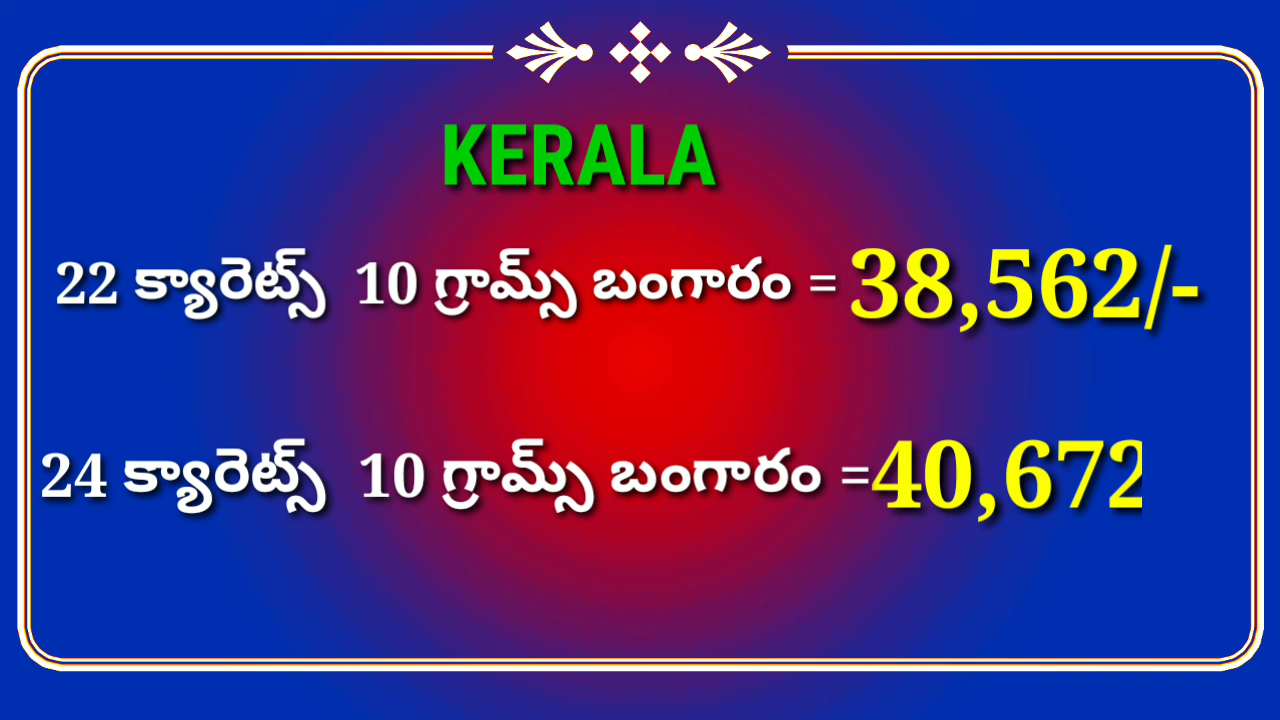 KERALA
22 క్యారెట్స్ 10 గ్రామ్స్ బంగారం = 38,562/-
24 క్యారెట్స్ 10 గ్రామ్స్ బంగారం =40,672